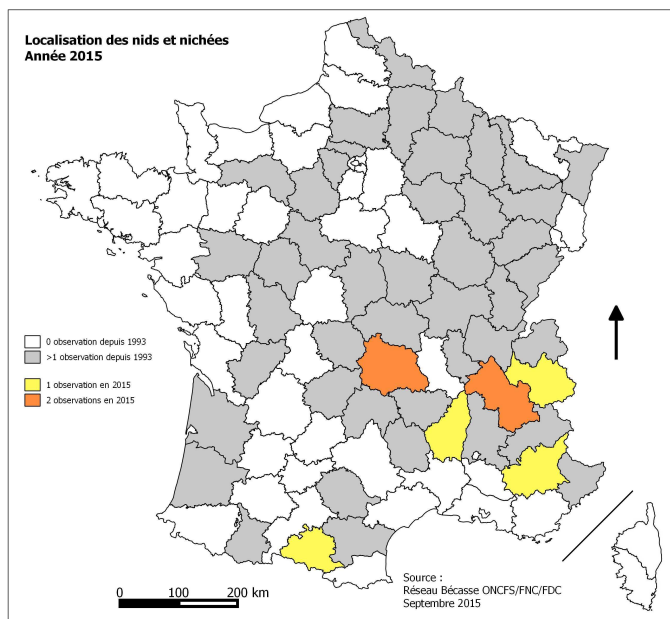 Localisation des nids et nichées
Année 2015
0 observation depuis 1993
>1 observation depuis 1993
1 observation en 2015
2 observations en 2015
0 100 200 km
Source :
Réseau Bécasse ONCFS/FNC/FDC
Septembre 2015